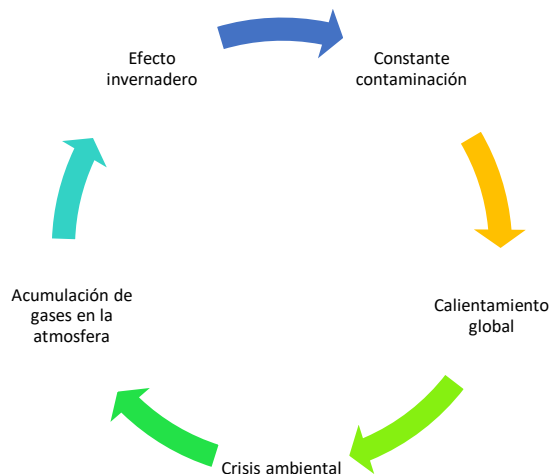 Efecto
invernadero
Constante
contaminación
Calientamiento
global
Crisis ambiental
Acumulación de
gases en la
atmosfera